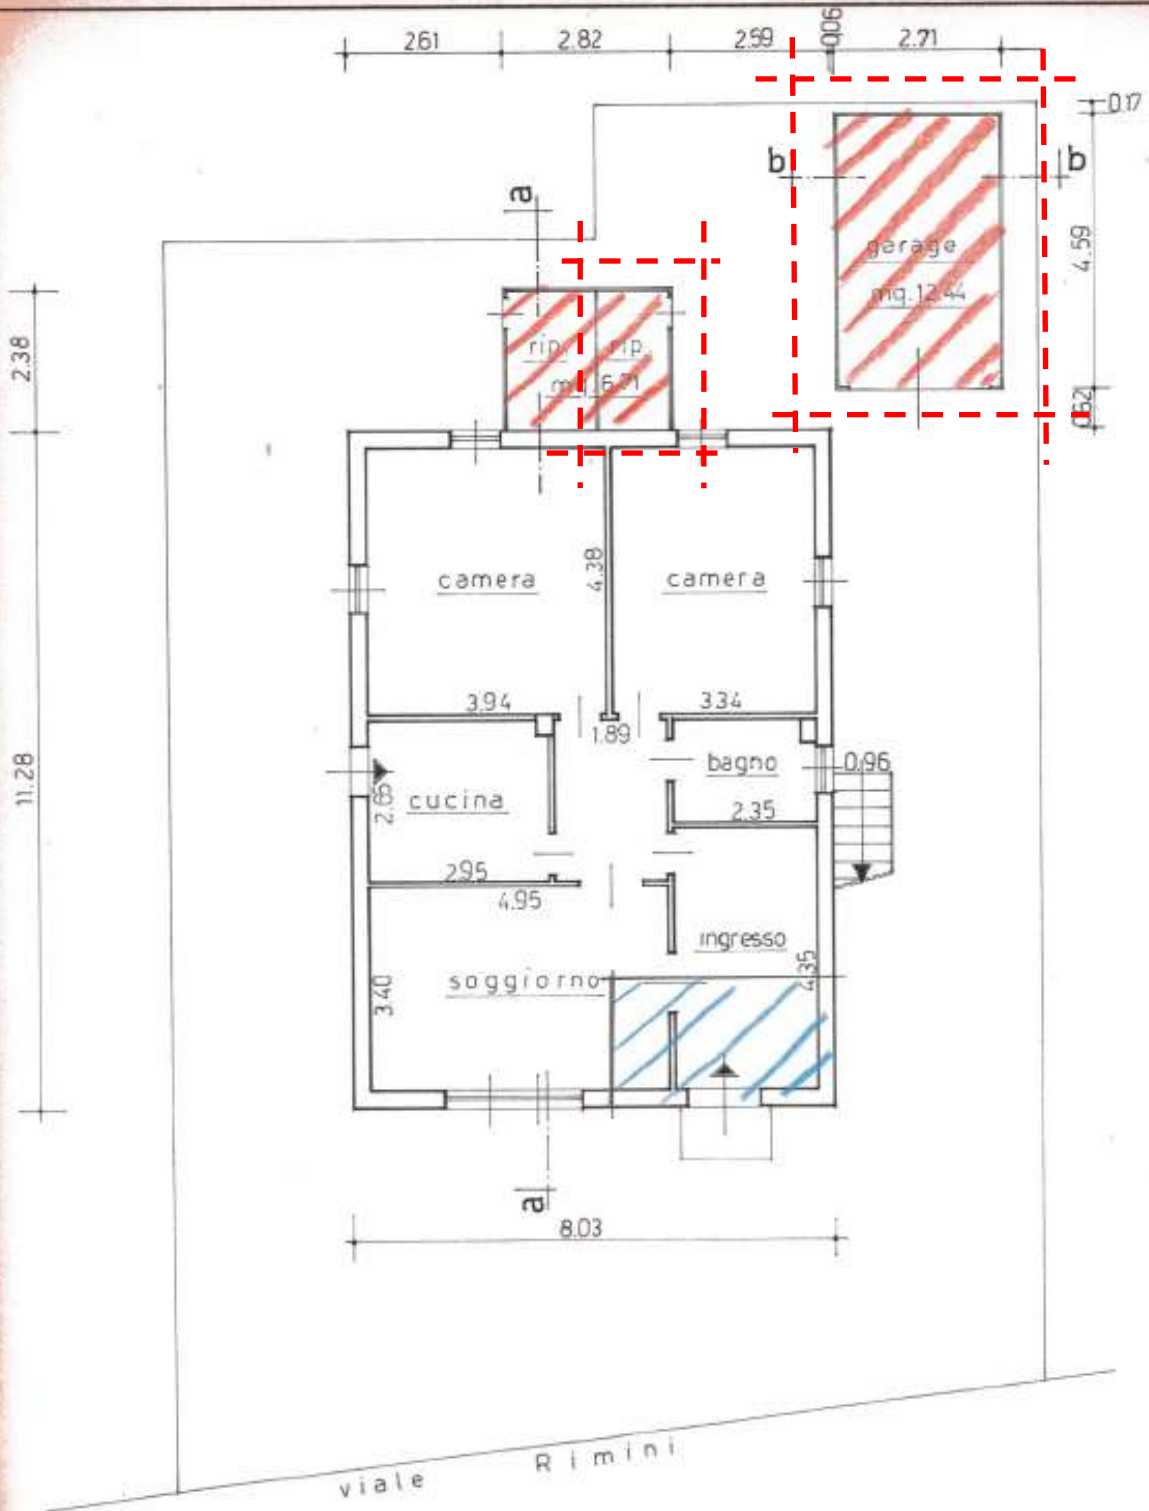 2.61 2.82 2.59 0.06 2.71
0.17
b b
a
4.59
garage
mq. 12.44
2.38
rip. rip.
6.71
0.62
camera 4.38 camera
3.94 3.34
1.89
11.28
bagno 0.96
cucina 2.65
2.35
2.95
4.95
ingresso
soggiorno 4.35
3.40
a
8.03
viale Rimini